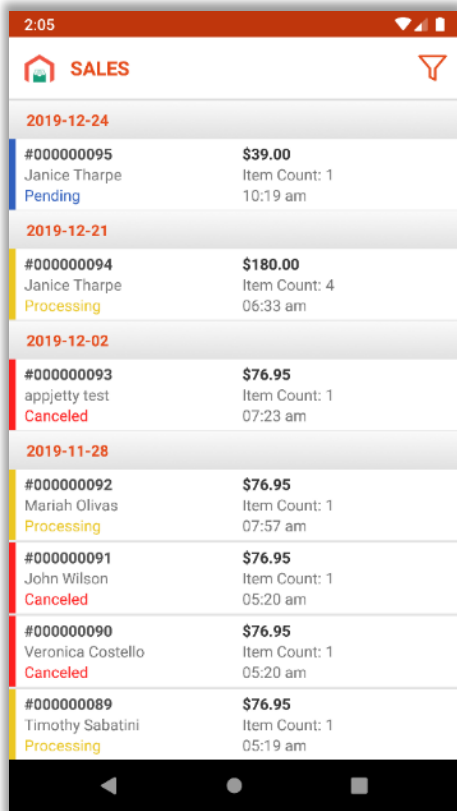 2:05
SALES
2019-12-24
#000000095 $39.00
Janice Tharpe Item Count: 1
Pending 10:19 am
2019-12-21
#000000094 $180.00
Janice Tharpe Item Count: 4
Processing 06:33 am
2019-12-02
#000000093 $76.95
appjetty test Item Count: 1
Canceled 07:23 am
2019-11-28
#000000092 $76.95
Mariah Olivas Item Count: 1
Processing 07:57 am
#000000091 $76.95
John Wilson Item Count: 1
Canceled 05:20 am
#000000090 $76.95
Veronica Costello Item Count: 1
Canceled 05:20 am
#000000089 $76.95
Timothy Sabatini Item Count: 1
Processing 05:19 am